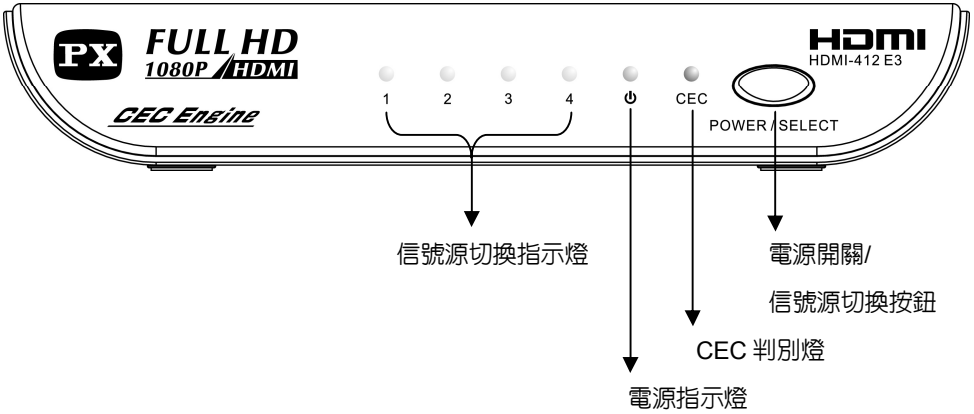 PX
FULL HD
1080P HDMI
CEC Engine
HDMI
HDMI-412 E3
1 2 3 4 CEC
POWER / SELECT
信號源切換指示燈
電源開關/
信號源切換按鈕
CEC 判別燈
電源指示燈